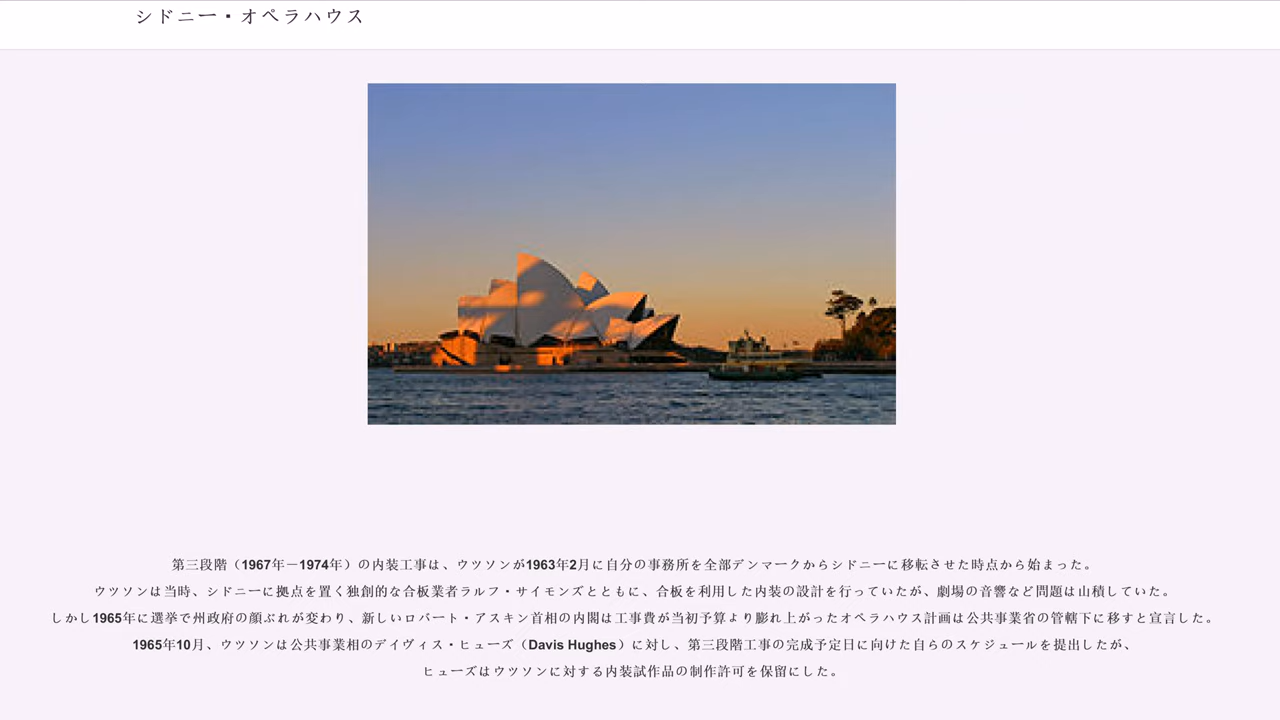 シドニー・オペラハウス
第三段階（1967年－1974年）の内装工事は、ウツソンが1963年2月に自分の事務所を全部デンマークからシドニーに移転させた時点から始まった。
ウツソンは当時、シドニーに拠点を置く独創的な合板業者ラルフ・サイモンズとともに、合板を利用した内装の設計を行っていたが、劇場の音響など問題は山積していた。
しかし1965年に選挙で州政府の顔ぶれが変わり、新しいロバート・アスキン首相の内閣は工事費が当初予算より膨れ上がったオペラハウス計画は公共事業省の管轄下に移すと宣言した。
1965年10月、ウツソンは公共事業相のデイヴィス・ヒューズ（Davis Hughes）に対し、第三段階工事の完成予定日に向けた自らのスケジュールを提出したが、
ヒューズはウツソンに対する内装試作品の制作許可を保留にした。